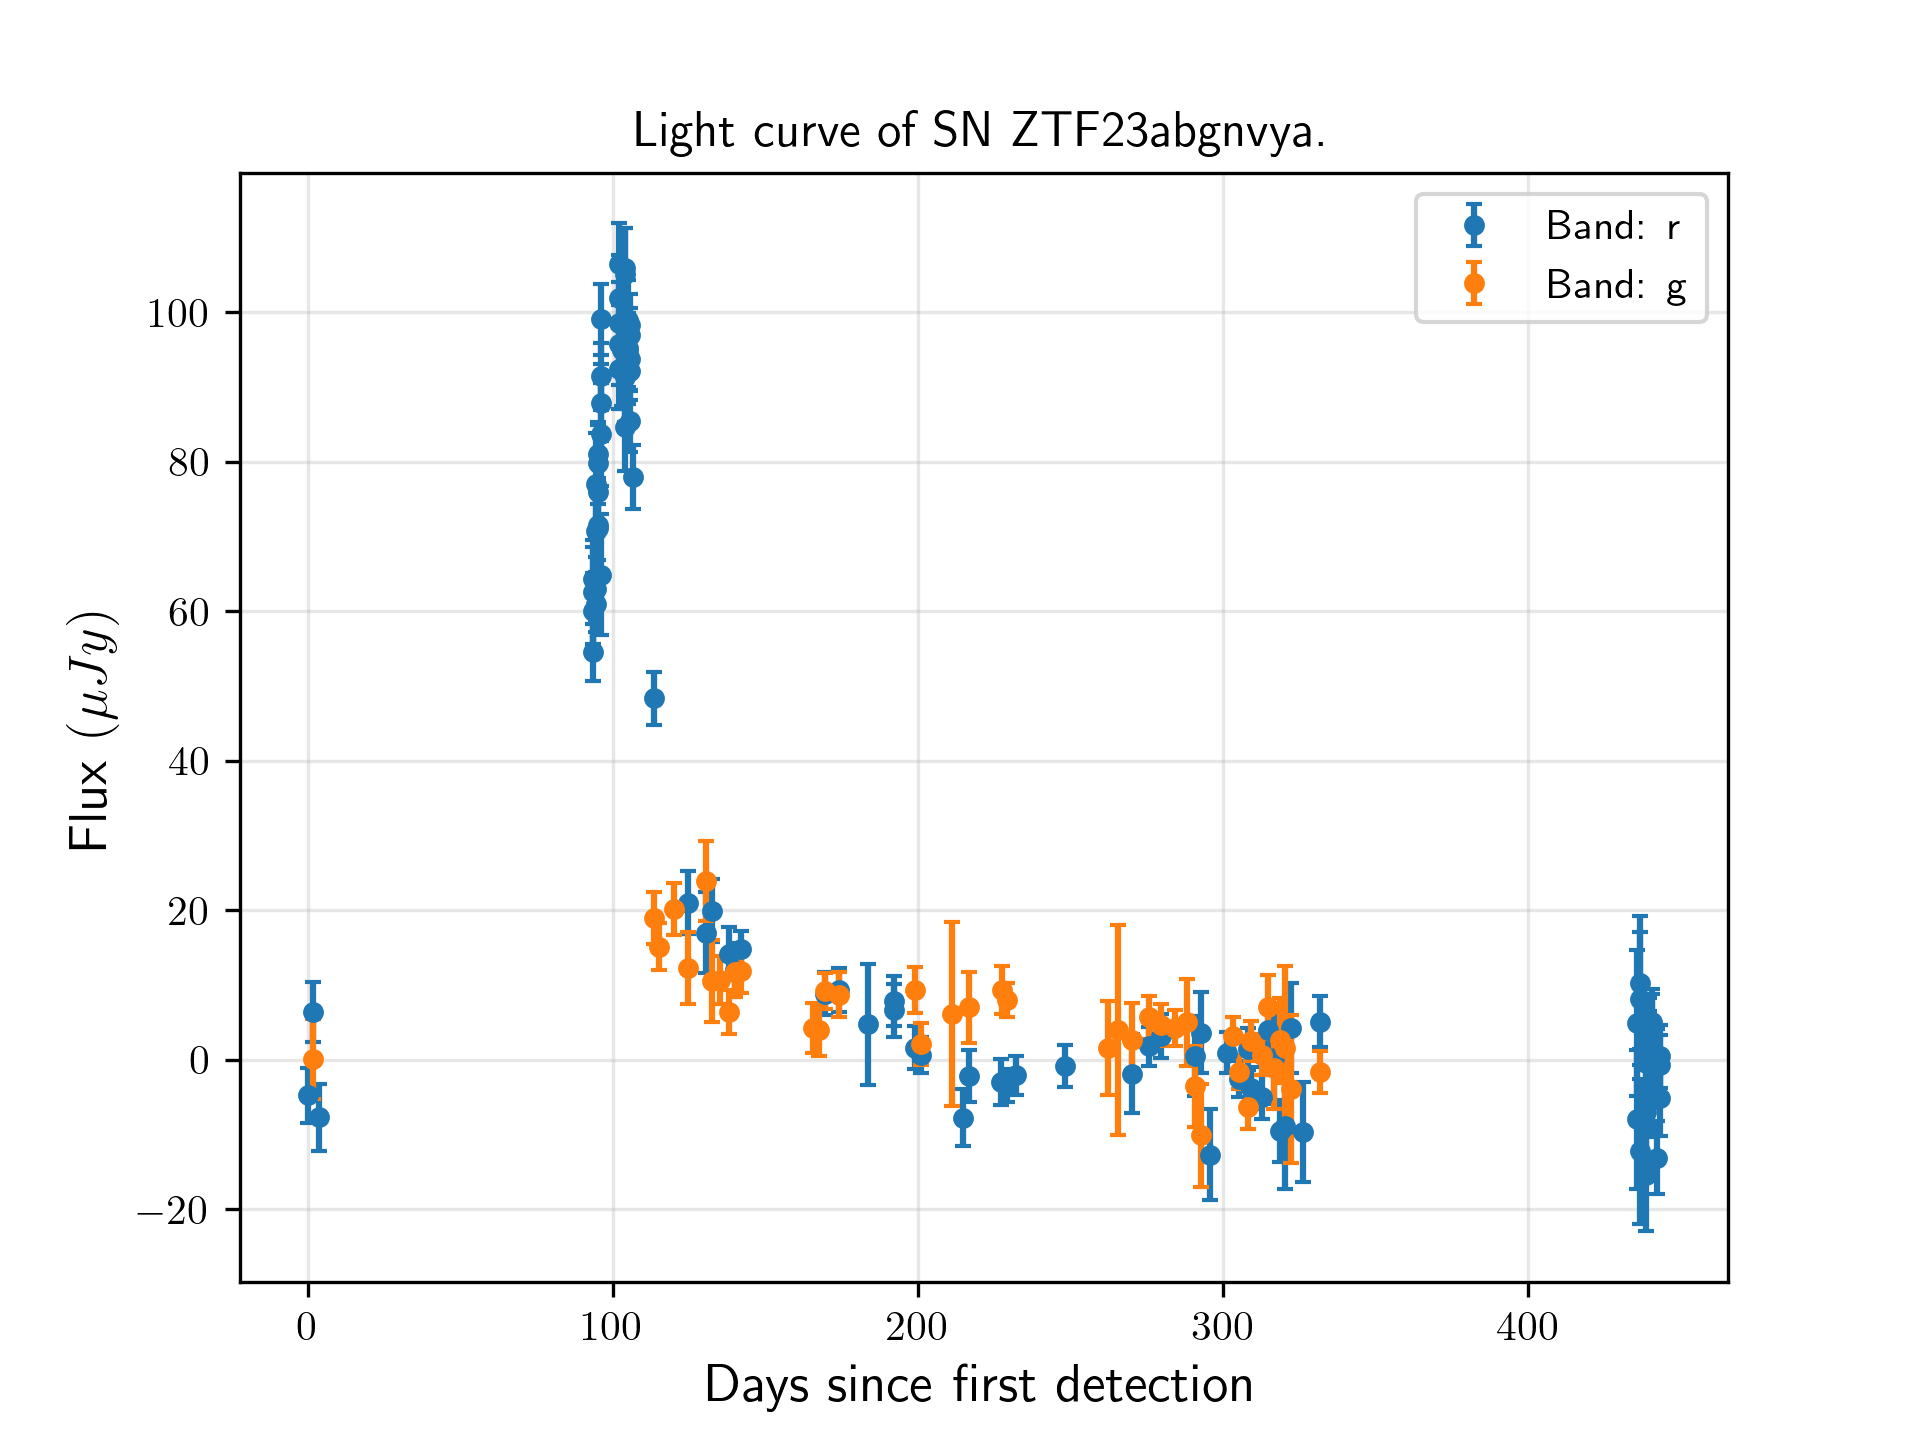 Light curve of SN ZTF23abgnvya.
Band: r
Band: g
Flux (μJy)
100
80
60
40
20
0
−20
0 100 200 300 400
Days since first detection